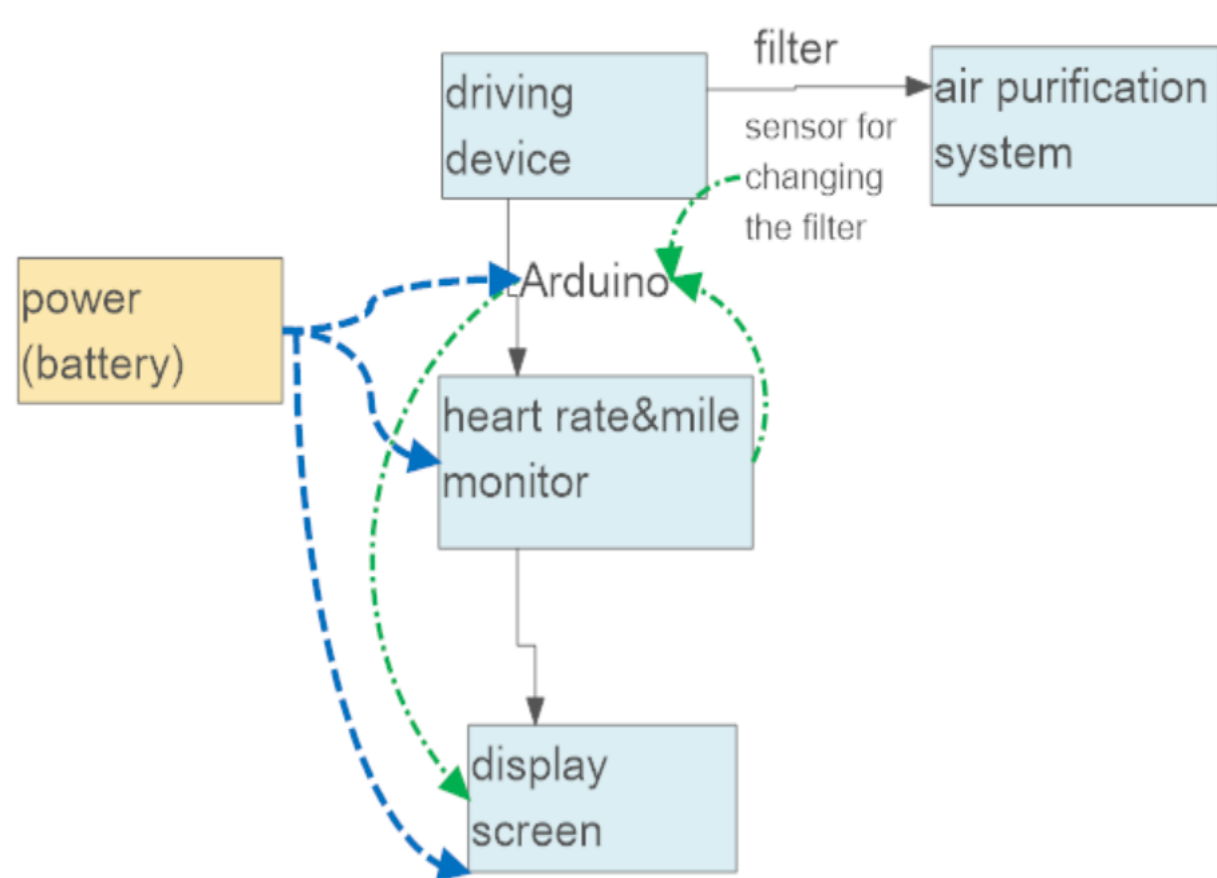 filter
driving
device
air purification
system
sensor for
changing
the filter
Arduino
power
(battery)
heart rate&mile
monitor
display
screen